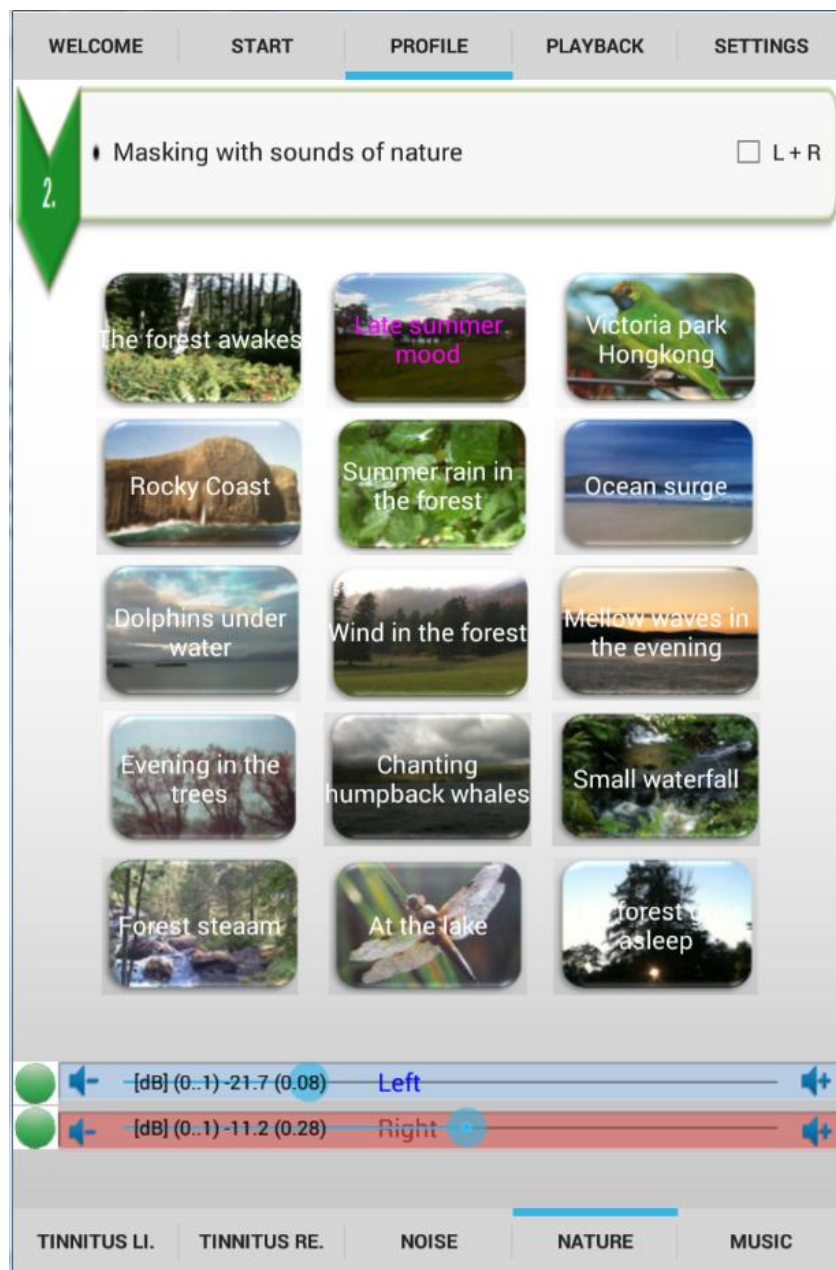 WELCOME START PROFILE PLAYBACK SETTINGS
2.
Masking with sounds of nature L + R
The forest awakes
Late summer
mood
Victoria park
Hongkong
Rocky Coast
Summer rain in
the forest
Ocean surge
Dolphins under
water
Wind in the forest
Mellow waves in
the evening
Evening in the
trees
Chanting
humpback whales
Small waterfall
Forest steaam
At the lake
forest
asleep
[dB] (0..1) -21.7 (0.08) Left
[dB] (0..1) -11.2 (0.28) Right
TINNITUS LI. TINNITUS RE. NOISE NATURE MUSIC